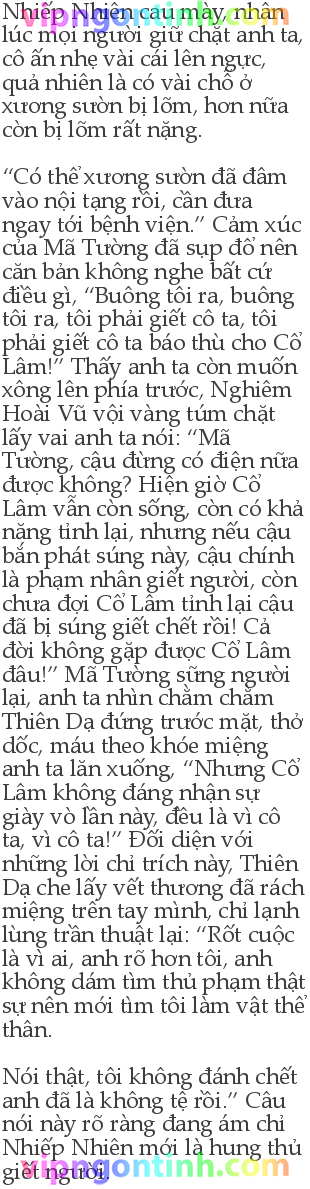 vipngontinh.com
Nhiếp Nhiên cau mày, nhân
lúc mọi người giữ chặt anh ta,
cô ấn nhẹ vài cái lên ngực,
quả nhiên là có vài chỗ ở
xương sườn bị lõm, hơn nữa
còn bị lõm rất nặng.
“Có thể xương sườn đã đâm
vào nội tạng rồi, cần đưa
ngay tới bệnh viện.” Cảm xúc
của Mã Tường đã sụp đổ nên
căn bản không nghe bất cứ
điều gì, “Buông tôi ra, buông
tôi ra, tôi phải giết cô ta, tôi
phải giết cô ta báo thù cho Cổ
Lâm!” Thấy anh ta còn muốn
xông lên phía trước, Nghiêm
Hoài Vũ vội vàng túm chặt
lấy vai anh ta nói: “Mã
Tường, cậu đừng có điên nữa
được không? Hiện giờ Cổ
Lâm vẫn còn sống, còn có khả
năng tỉnh lại, nhưng nếu cậu
bắn phát súng này, cậu chính
là phạm nhân giết người, còn
chưa đợi Cổ Lâm tỉnh lại cậu
đã bị súng giết chết rồi! Cả
đời không gặp được Cổ Lâm
đâu!” Mã Tường sững người
lại, anh ta nhìn chằm chằm
Thiên Dạ đứng trước mặt, thở
dốc, máu theo khóe miệng
anh ta lăn xuống, “Nhưng Cổ
Lâm không đáng nhận sự
giày vò lần này, đều là vì cô
ta, vì cô ta!” Đối diện với
những lời chỉ trích này, Thiên
Dạ che lấy vết thương đã rách
miệng trên tay mình, chỉ lạnh
lùng trần thuật lại: “Rốt cuộc
là vì ai, anh rõ hơn tôi, anh
không dám tìm thủ phạm thật
sự nên mới tìm tôi làm vật thể
thân.
Nói thật, tôi không đánh chết
anh đã là không tệ rồi.” Câu
nói này rõ ràng đang ám chỉ
Nhiếp Nhiên mới là hung thủ
giết người.
vipngontinh.com